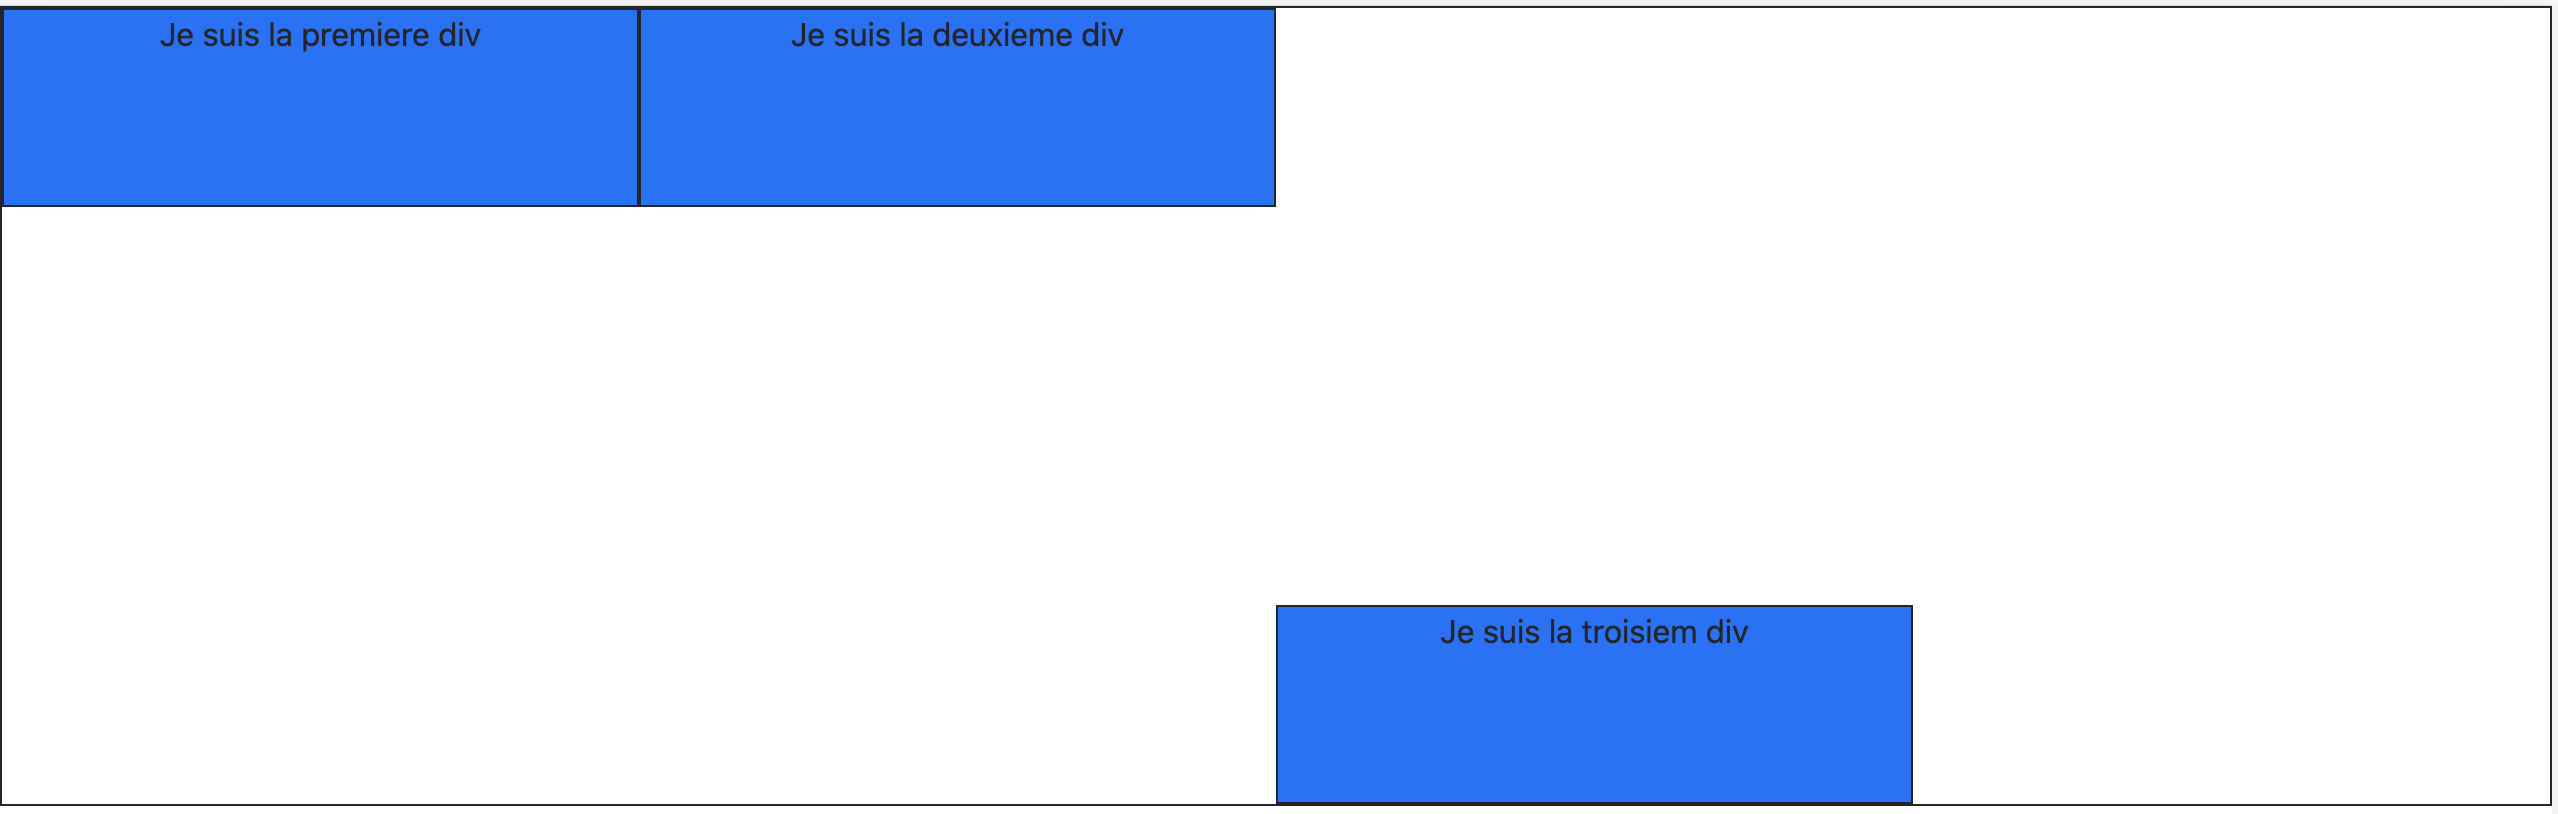 Je suis la premiere div
Je suis la deuxieme div
Je suis la troisiem div